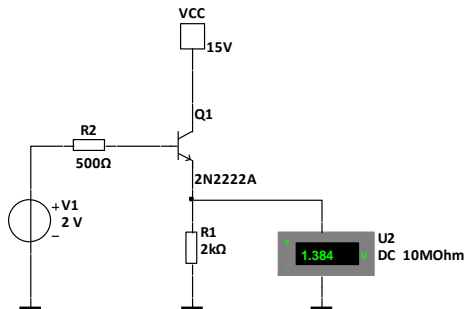 VCC
15V
Q1
R2
500Ω
2N2222A
+ V1
2 V
−
R1
2kΩ
U2
+
1.384 V
DC 10MOhm
-